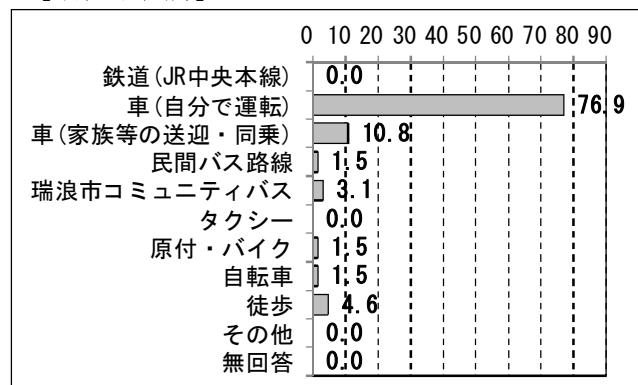 0 10 20 30 40 50 60 70 80 90
鉄道(JR中央本線) 0.0
車(自分で運転) 76.9
車(家族等の送迎・同乗) 10.8
民間バス路線 1.5
瑞浪市コミュニティバス 3.1
タクシー 0.0
原付・バイク 1.5
自転車 1.5
徒歩 4.6
その他 0.0
無回答 0.0